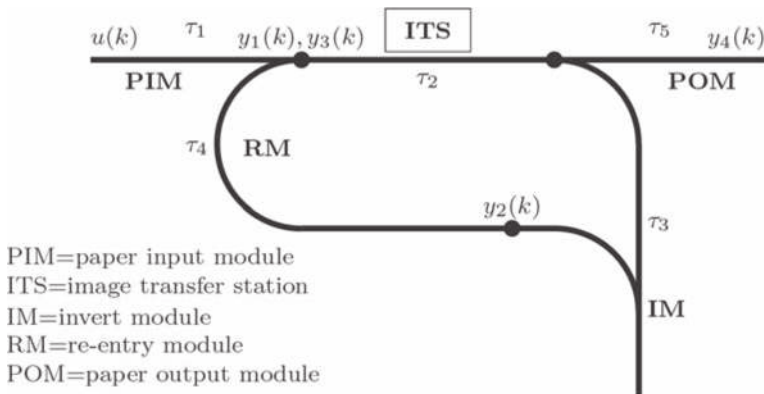 u(k) τ₁ y₁(k), y₃(k) ITS τ₅ y₄(k)
PIM τ₂ POM
τ₄ RM
y₂(k)
τ₃
PIM=paper input module
ITS=image transfer station
IM=invert module
IM
RM=re-entry module
POM=paper output module